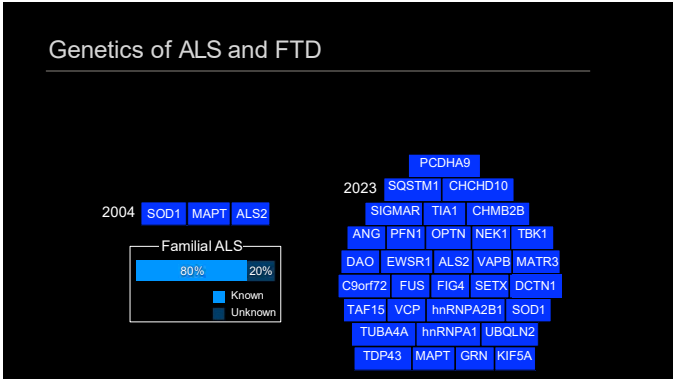 Genetics of ALS and FTD
2004 SOD1 MAPT ALS2
Familial ALS
80% 20%
Known
Unknown
PCDHA9
2023 SQSTM1 CHCHD10
SIGMAR TIA1 CHMB2B
ANG PFN1 OPTN NEK1 TBK1
DAO EWSR1 ALS2 VAPB MATR3
C9orf72 FUS FIG4 SETX DCTN1
TAF15 VCP hnRNPA2B1 SOD1
TUBA4A hnRNPA1 UBQLN2
TDP43 MAPT GRN KIF5A